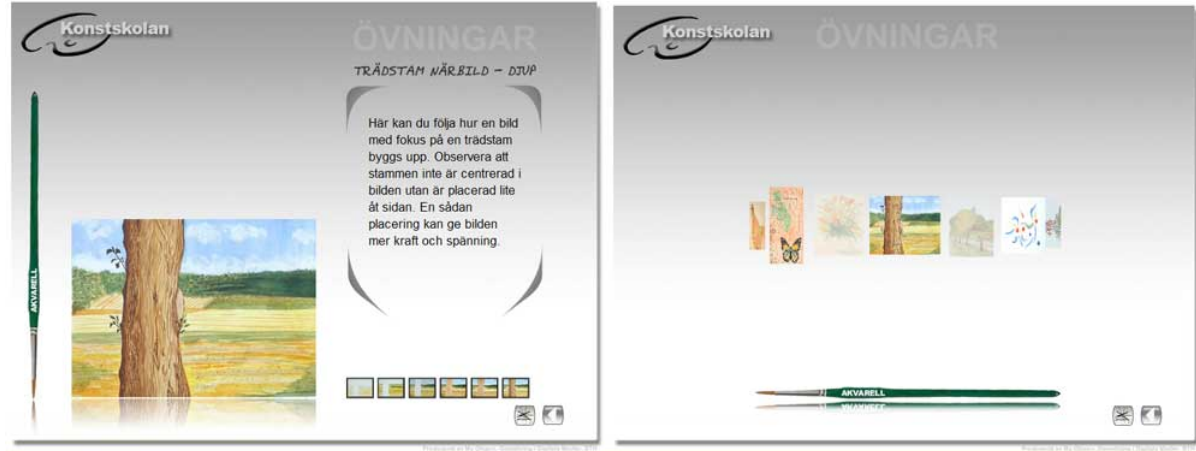 Konstskolan
ÖVNINGAR
TRÄDSTAM NÄRBILD - DJUP
Här kan du följa hur en bild
med fokus på en trädstam
byggs upp. Observera att
stammen inte är centrerad i
bilden utan är placerad lite
åt sidan. En sådan
placering kan ge bilden
mer kraft och spänning.
AKVARELL
Konstskolan
ÖVNINGAR
AKVARELL